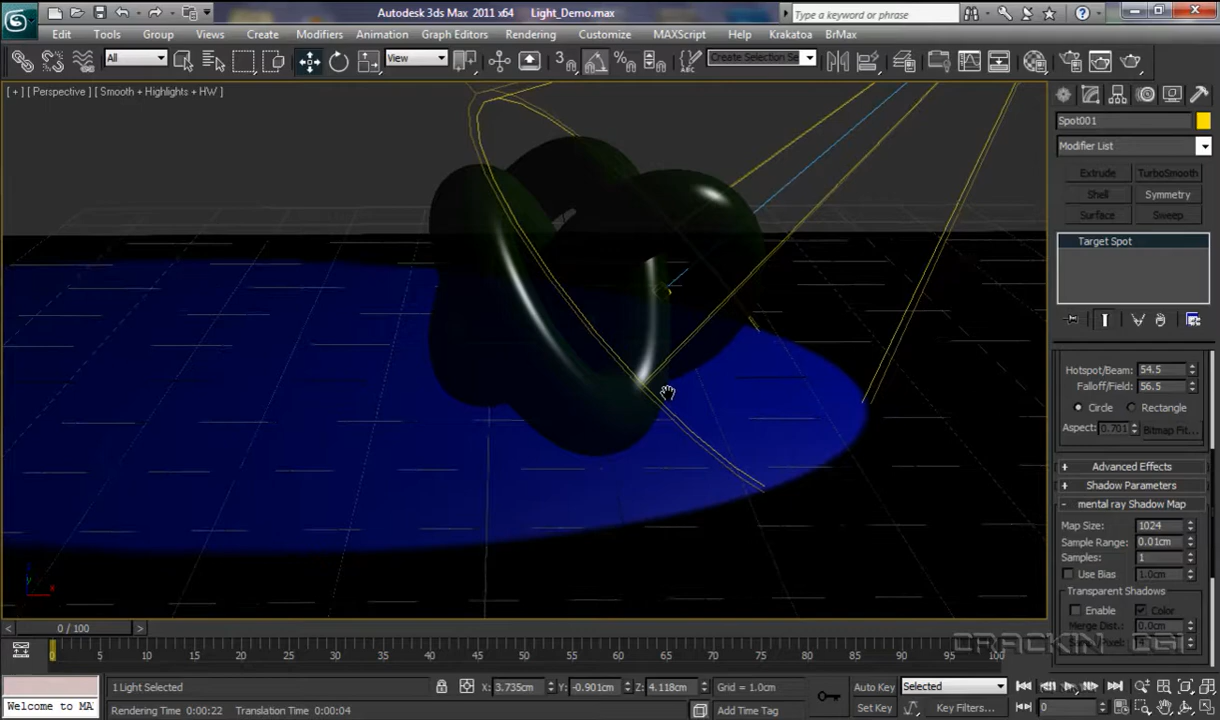 Autodesk 3ds Max 2011 x64 Light_Demo.max
Type a keyword or phrase
Edit Tools Group Views Create Modifiers Animation Graph Editors Rendering Customize MAXScript Help Krakatoa BrMax
All View 3 Create Selection Se
[ + ] [ Perspective ] [ Smooth + Highlights + HW ]
Spot001
Modifier List
Extrude TurboSmooth
Shell Symmetry
Surface Sweep
Target Spot
Hotspot/Beam: 54.5
Falloff/Field: 56.5
Circle Rectangle
Aspect: 0.701 Bitmap Fit...
+ Advanced Effects
+ Shadow Parameters
- mental ray Shadow Map
Map Size: 1024
Sample Range: 0.01cm
Samples: 1
Use Bias 1.0cm
Transparent Shadows
Enable Color
Merge Dist.: 0.0cm
CRACKIN CGI
x
y
< 0 / 100 >
0 5 10 15 20 25 30 35 40 45 50 55 60 65 70 75 80 85 90 95 100
1 Light Selected X: 3.735cm Y: -0.901cm Z: 4.118cm Grid = 1.0cm Auto Key Selected
Welcome to MA Rendering Time 0:00:22 Translation Time 0:00:04 Add Time Tag Set Key Key Filters... 0